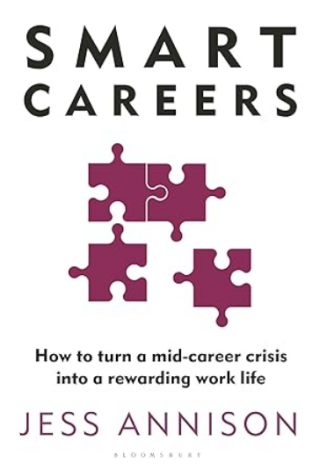 SMART
CAREERS
How to turn a mid-career crisis
into a rewarding work life
JESS ANNISON
BLOOMSBURY